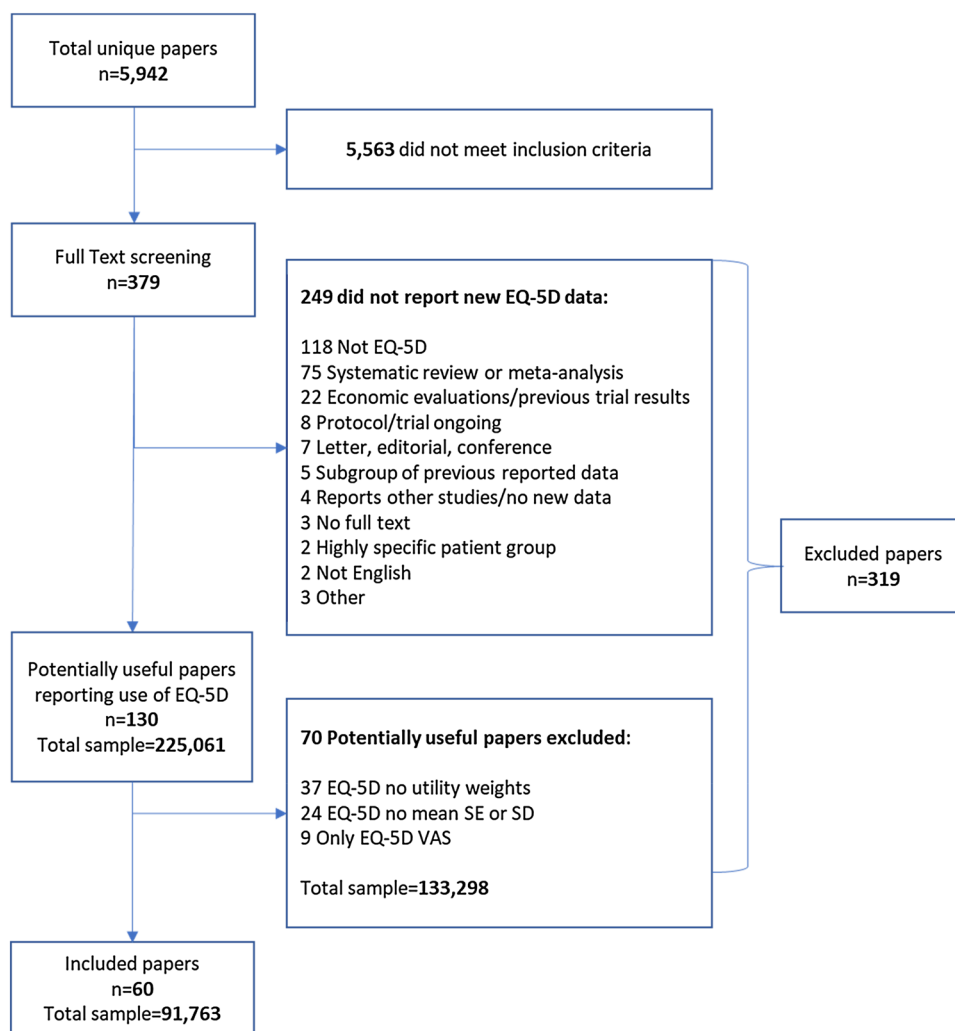 Total unique papers
n=5,942
5,563 did not meet inclusion criteria
Full Text screening
n=379
249 did not report new EQ-5D data:
118 Not EQ-5D
75 Systematic review or meta-analysis
22 Economic evaluations/previous trial results
8 Protocol/trial ongoing
7 Letter, editorial, conference
5 Subgroup of previous reported data
4 Reports other studies/no new data
3 No full text
2 Highly specific patient group
2 Not English
3 Other
Excluded papers
n=319
Potentially useful papers
reporting use of EQ-5D
n=130
Total sample=225,061
70 Potentially useful papers excluded:
37 EQ-5D no utility weights
24 EQ-5D no mean SE or SD
9 Only EQ-5D VAS
Total sample=133,298
Included papers
n=60
Total sample=91,763